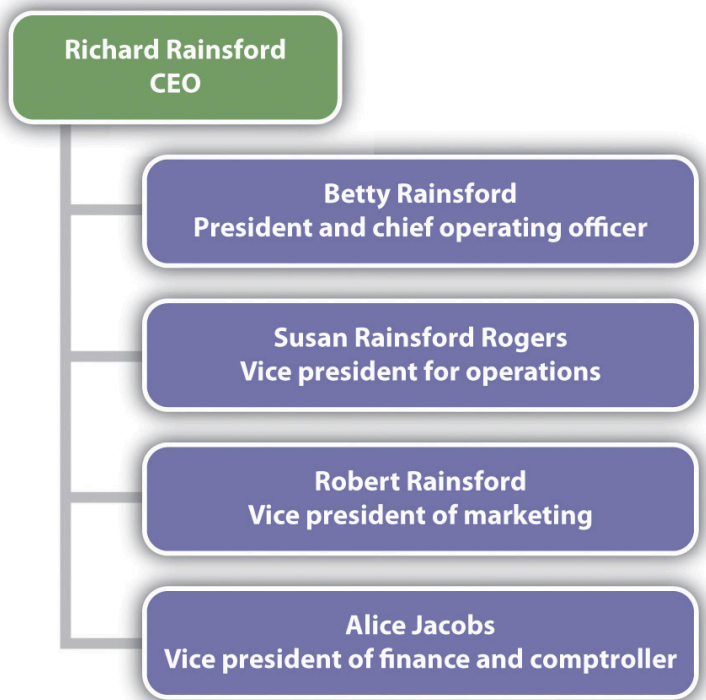 Richard Rainsford
CEO
Betty Rainsford
President and chief operating officer
Susan Rainsford Rogers
Vice president for operations
Robert Rainsford
Vice president of marketing
Alice Jacobs
Vice president of finance and comptroller